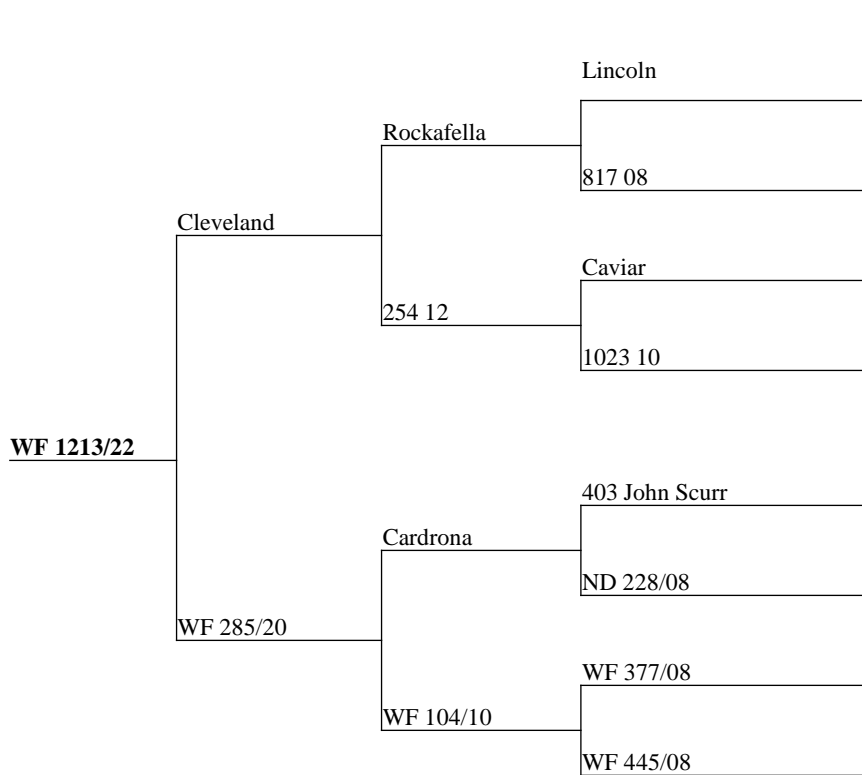 Lincoln
Rockafella
817 08
Cleveland
Caviar
254 12
1023 10
WF 1213/22
403 John Scurr
Cardrona
ND 228/08
WF 285/20
WF 377/08
WF 104/10
WF 445/08